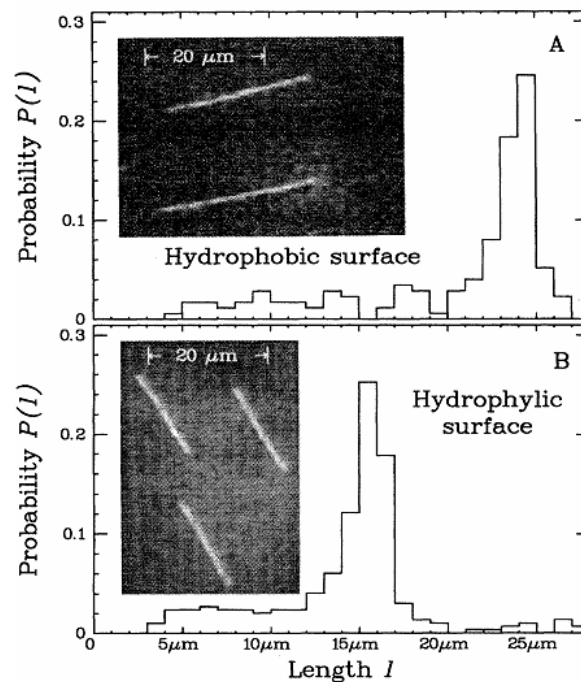 0.3
A
20 μm
Probability P(l)
0.2
0.1
Hydrophobic surface
0
0.3
B
20 μm
Hydrophylic
surface
Probability P(l)
0.2
0.1
0
0 5μm 10μm 15μm 20μm 25μm
Length l